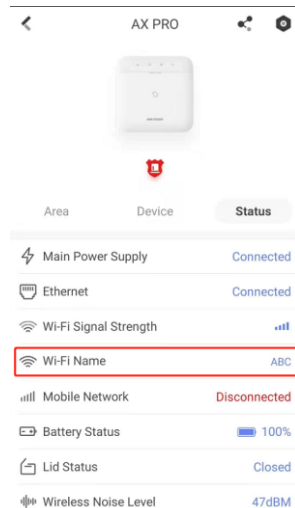 AX PRO
Area Device Status
Main Power Supply Connected
Ethernet Connected
Wi-Fi Signal Strength
Wi-Fi Name ABC
Mobile Network Disconnected
Battery Status 100%
Lid Status Closed
Wireless Noise Level 47dBM